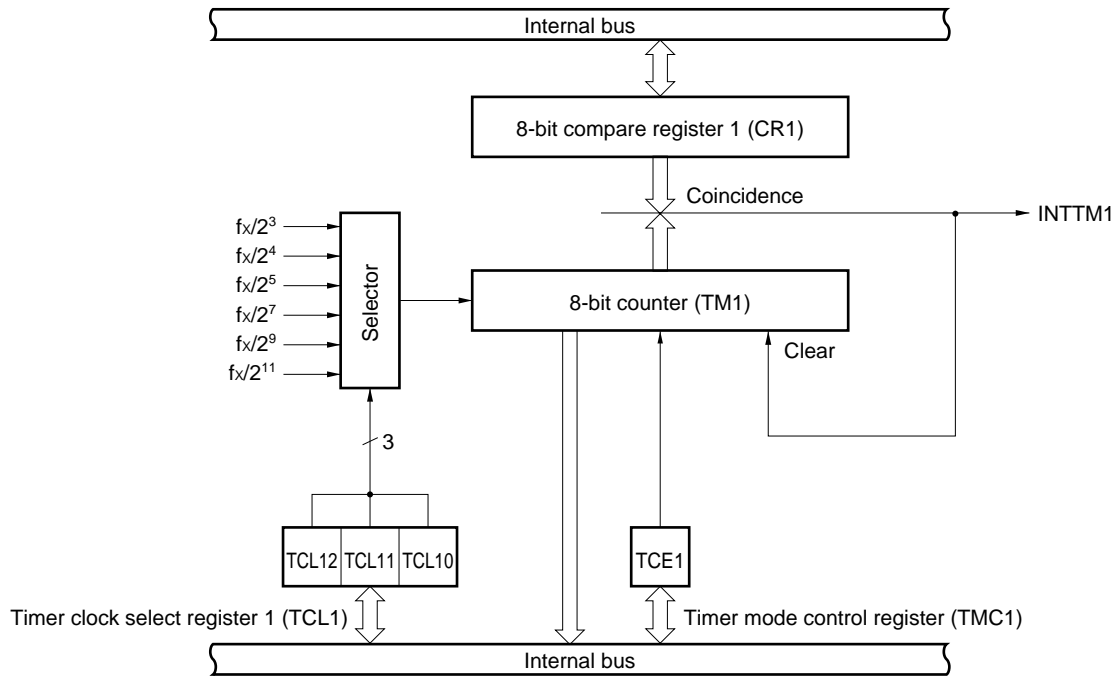 Internal bus
8-bit compare register 1 (CR1)
Coincidence
INTTM1
fx/2³
fx/2⁴
fx/2⁵
fx/2⁷
fx/2⁹
fx/2¹¹
Selector
8-bit counter (TM1)
Clear
3
TCL12 TCL11 TCL10
TCE1
Timer clock select register 1 (TCL1)
Timer mode control register (TMC1)
Internal bus